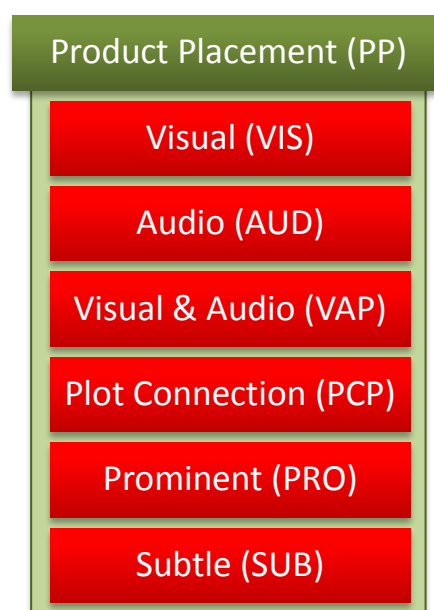 Product Placement (PP)
Visual (VIS)
Audio (AUD)
Visual & Audio (VAP)
Plot Connection (PCP)
Prominent (PRO)
Subtle (SUB)